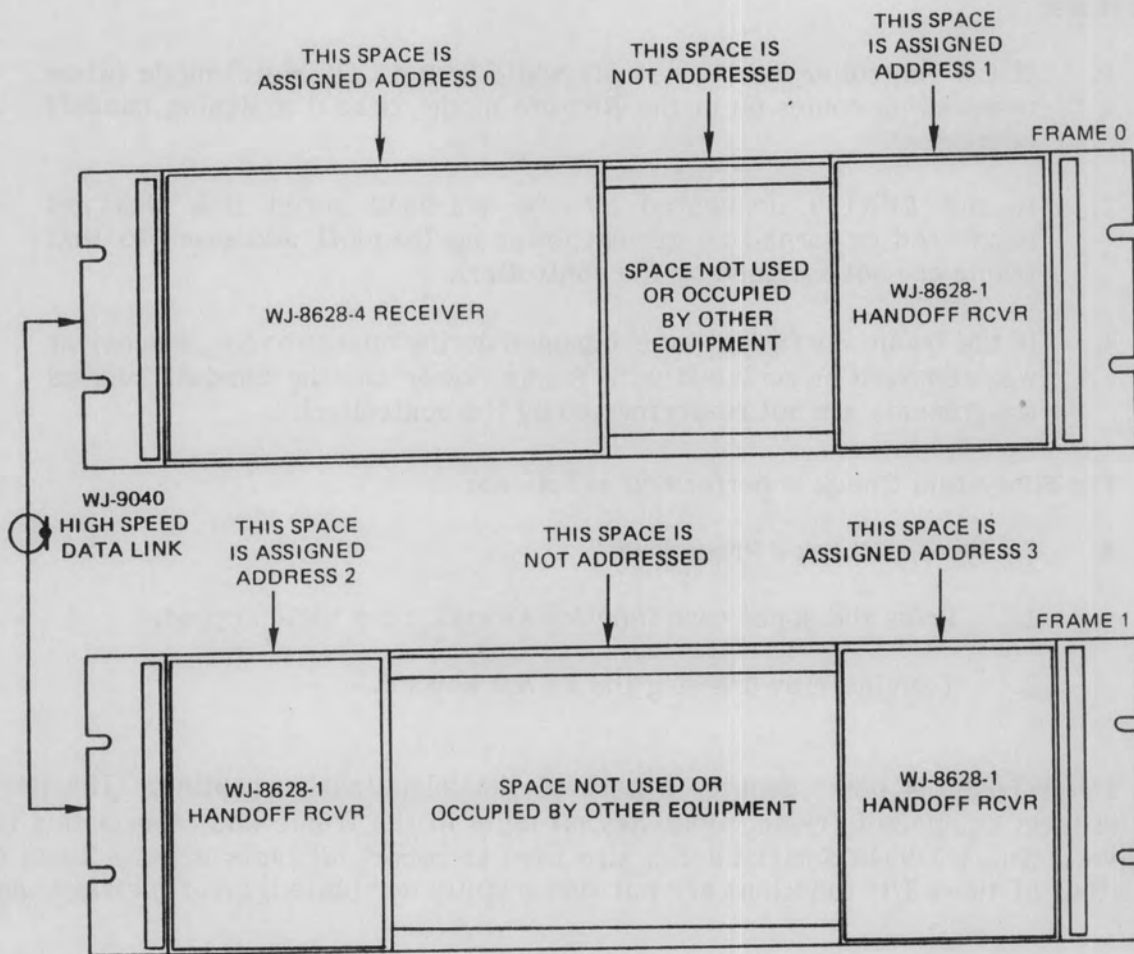 THIS SPACE IS
ASSIGNED ADDRESS 0
THIS SPACE IS
NOT ADDRESSED
THIS SPACE
IS ASSIGNED
ADDRESS 1
FRAME 0
WJ-8628-4 RECEIVER
SPACE NOT USED
OR OCCUPIED
BY OTHER
EQUIPMENT
WJ-8628-1
HANDOFF RCVR
WJ-9040
HIGH SPEED
DATA LINK
THIS SPACE
IS ASSIGNED
ADDRESS 2
THIS SPACE IS
NOT ADDRESSED
THIS SPACE IS
ASSIGNED ADDRESS 3
FRAME 1
WJ-8628-1
HANDOFF RCVR
SPACE NOT USED OR
OCCUPIED BY OTHER EQUIPMENT
WJ-8628-1
HANDOFF RCVR